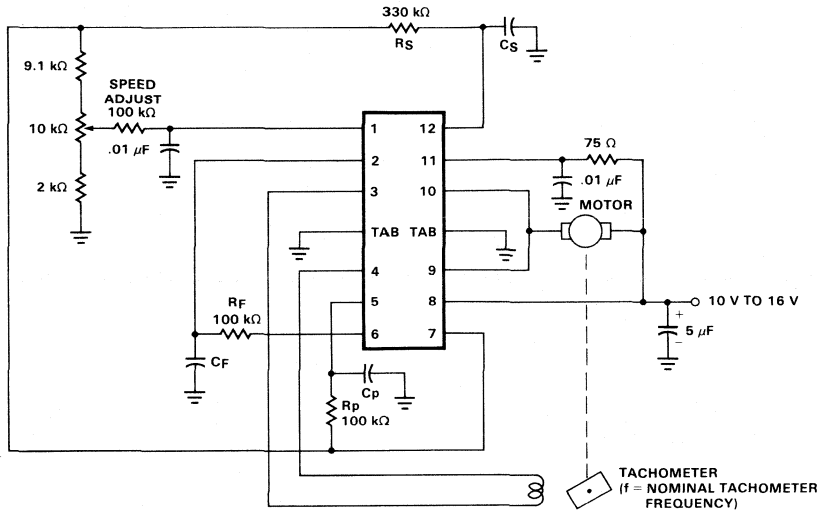 330 kΩ
RS
CS
9.1 kΩ
SPEED
ADJUST
100 kΩ
10 kΩ
.01 μF
2 kΩ
1
2
3
TAB
4
5
6
12
11
10
TAB
9
8
7
75 Ω
.01 μF
MOTOR
10 V TO 16 V
+
5 μF
–
RF
100 kΩ
CF
Cp
Rp
100 kΩ
TACHOMETER
(f = NOMINAL TACHOMETER
FREQUENCY)